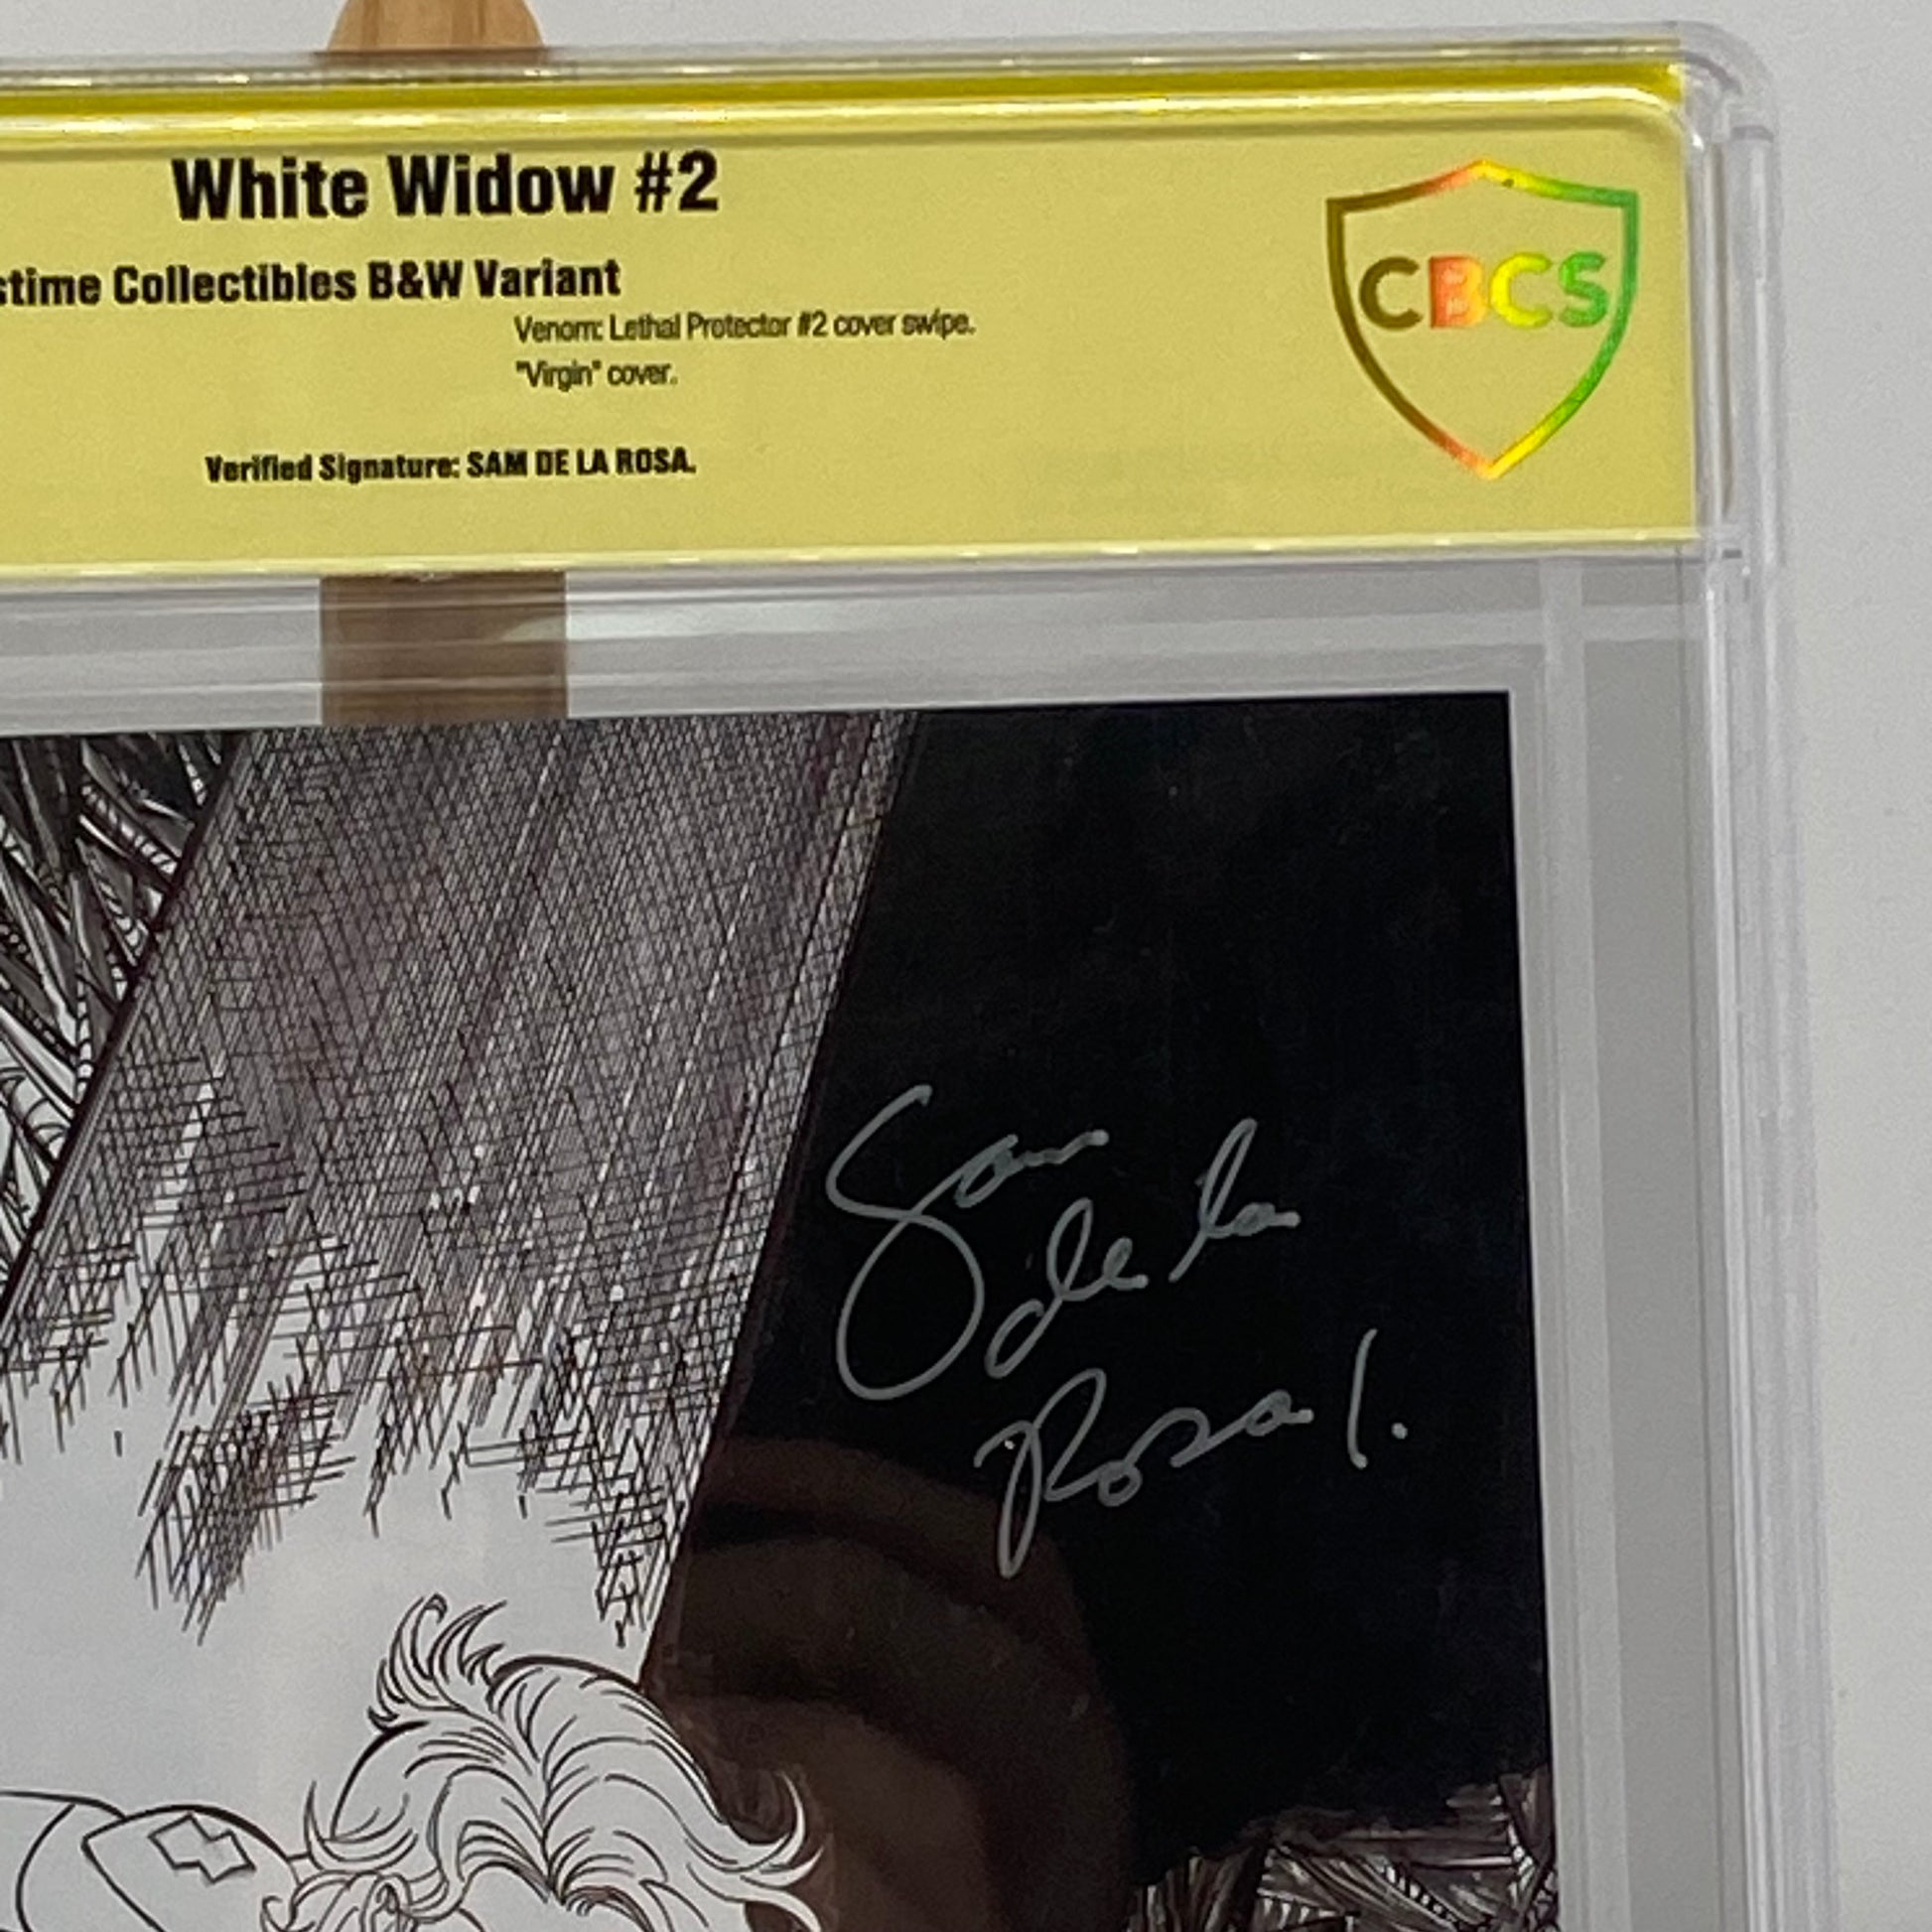 White Widow #2
stime Collectibles B&W Variant
Venom: Lethal Protector #2 cover swipe.
"Virgin" cover.
Verified Signature: SAM DE LA ROSA.
CBCS
Sam
de la
Rosa !.